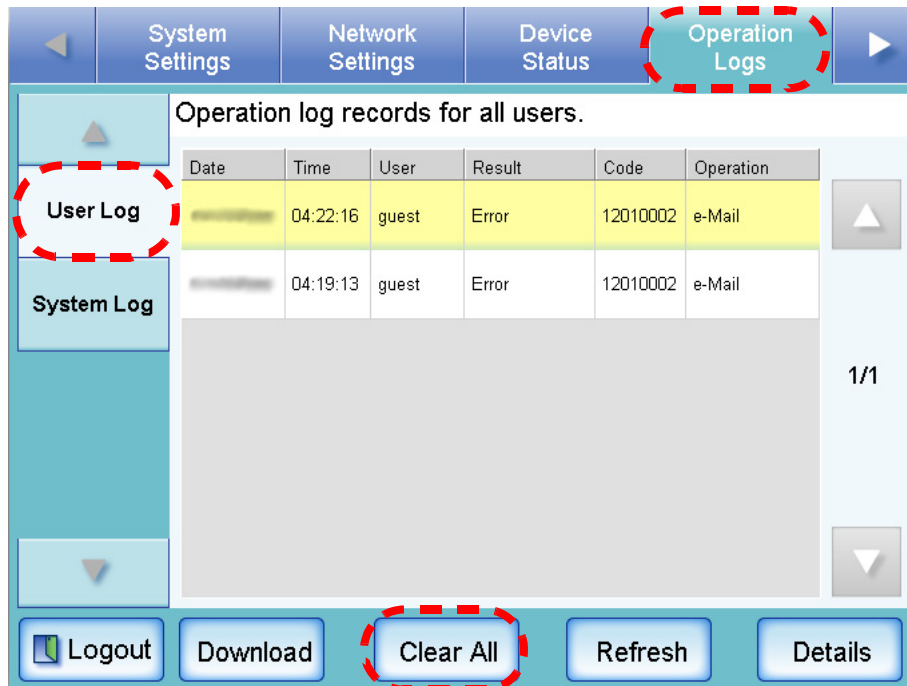 System Settings
Network Settings
Device Status
Operation Logs
Operation log records for all users.
User Log
System Log
Date Time User Result Code Operation
04:22:16 guest Error 12010002 e-Mail
04:19:13 guest Error 12010002 e-Mail
1/1
Logout Download Clear All Refresh Details